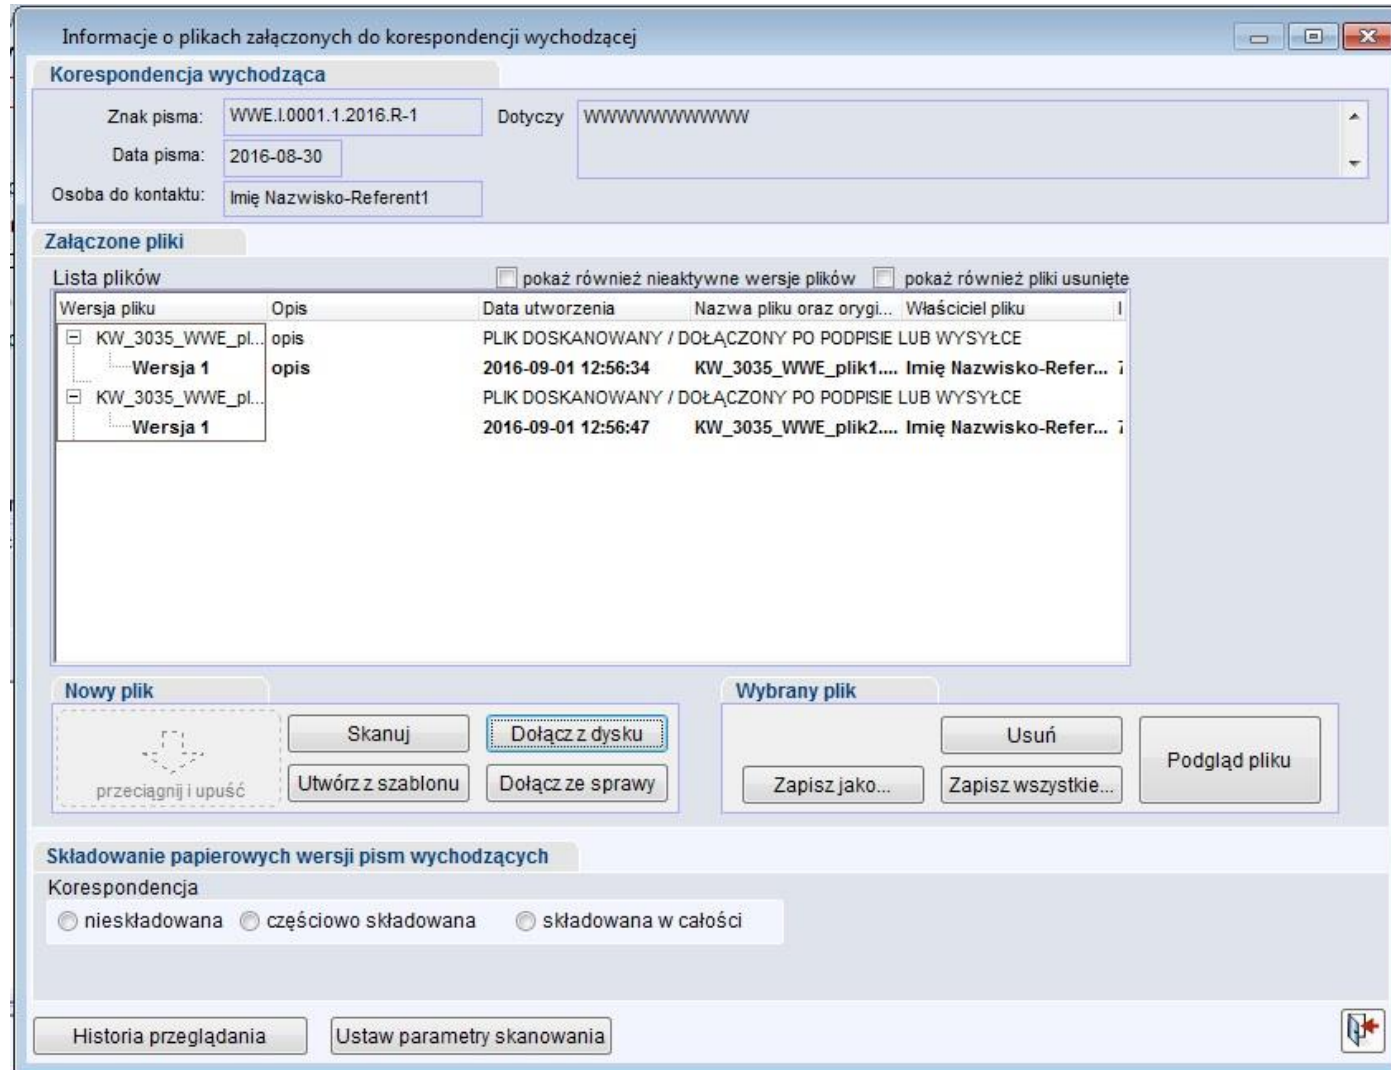 Informacje o plikach załączonych do korespondencji wychodzącej
Korespondencja wychodząca
Znak pisma: WWE.I.0001.1.2016.R-1 Dotyczy WWWWWWWWWWW
Data pisma: 2016-08-30
Osoba do kontaktu: Imię Nazwisko-Referent1
Załączone pliki
Lista plików pokaż również nieaktywne wersje plików pokaż również pliki usunięte
Wersja pliku Opis Data utworzenia Nazwa pliku oraz orygi... Właściciel pliku
KW_3035_WWE_pl... opis PLIK DOSKANOWANY / DOŁĄCZONY PO PODPISIE LUB WYSYŁCE
Wersja 1 opis 2016-09-01 12:56:34 KW_3035_WWE_plik1.... Imię Nazwisko-Refer...
KW_3035_WWE_pl... PLIK DOSKANOWANY / DOŁĄCZONY PO PODPISIE LUB WYSYŁCE
Wersja 1 2016-09-01 12:56:47 KW_3035_WWE_plik2.... Imię Nazwisko-Refer...
Nowy plik Wybrany plik
Skanuj Dołącz z dysku Usuń
Podgląd pliku
przeciągnij i upuść Utwórz z szablonu Dołącz ze sprawy Zapisz jako... Zapisz wszystkie...
Składowanie papierowych wersji pism wychodzących
Korespondencja
nieskładowana częściowo składowana składowana w całości
Historia przeglądania Ustaw parametry skanowania